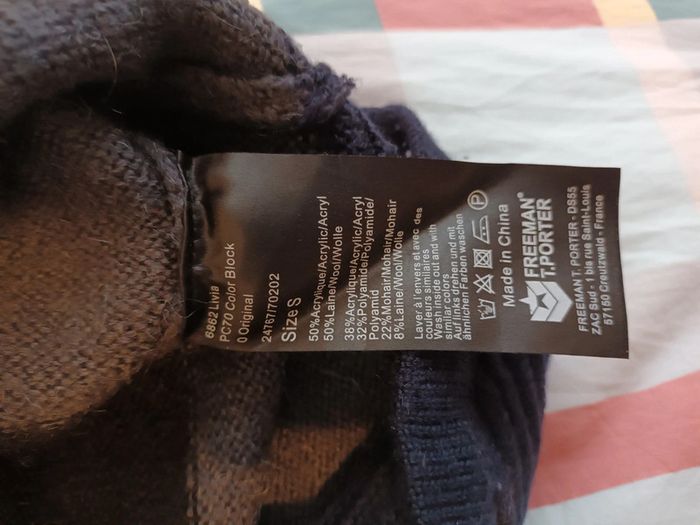 6882 Livia
PC70 Color Block
0 Original
24767/70202
Size S
50%Acrylique/Acrylic/Acryl
50%Laine/Wool/Wolle
38%Acrylique/Acrylic/Acryl
32%Polyamide/Polyamide/
Polyamid
22%Mohair/Mohair/Mohair
8%Laine/Wool/Wolle
Laver à l'envers et avec des
couleurs similaires
Wash inside out and with
similar colors
Auf links drehen und mit
ähnlichen Farben waschen
Made in China
FREEMAN
T. PORTER
FREEMAN T. PORTER - DS55
ZAC Sud - 1 bis rue Saint-Louis
57150 Creutzwald - France